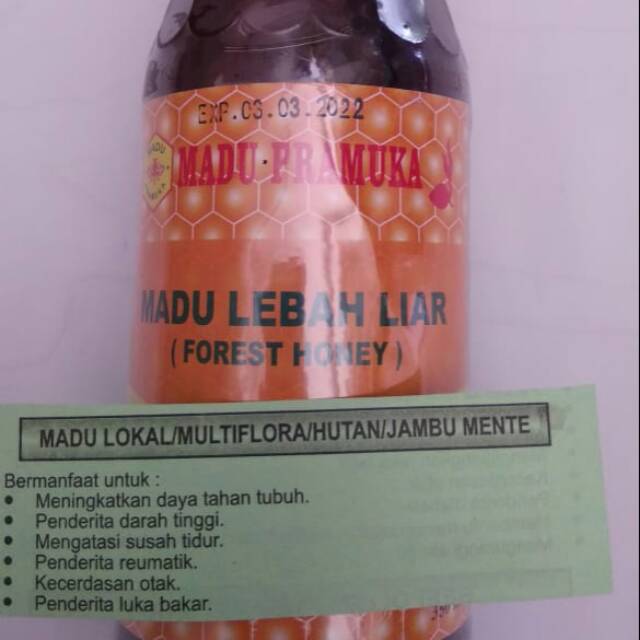 EXP.03.03.2022
MADU PRAMUKA
MADU LEBAH LIAR
(FOREST HONEY)
MADU LOKAL/MULTIFLORA/HUTAN/JAMBU MENTE
Bermanfaat untuk :
• Meningkatkan daya tahan tubuh.
• Penderita darah tinggi.
• Mengatasi susah tidur.
• Penderita reumatik.
• Kecerdasan otak.
• Penderita luka bakar.